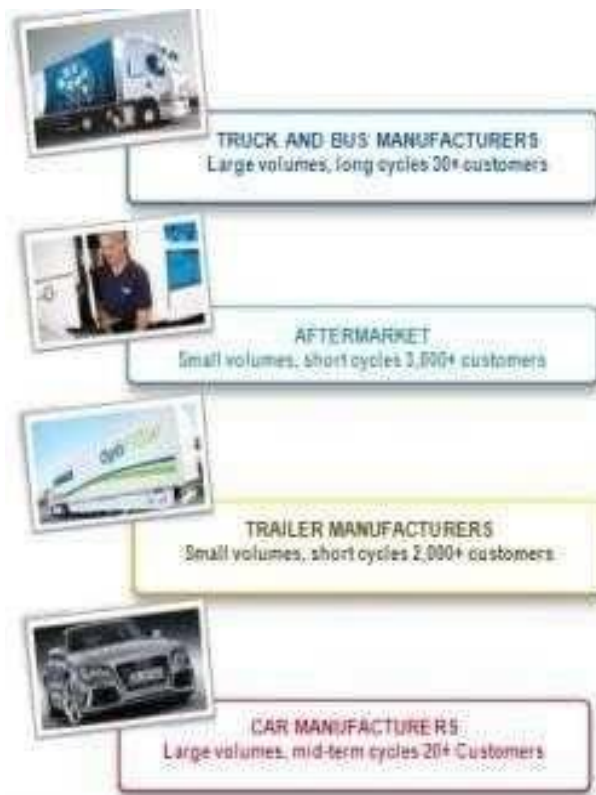 TRUCK AND BUS MANUFACTURERS
Large volumes, long cycles 30+ customers
AFTERMARKET
Small volumes, short cycles 3,000+ customers
TRAILER MANUFACTURERS
Small volumes, short cycles 2,000+ customers
CAR MANUFACTURERS
Large volumes, mid-term cycles 20+ Customers